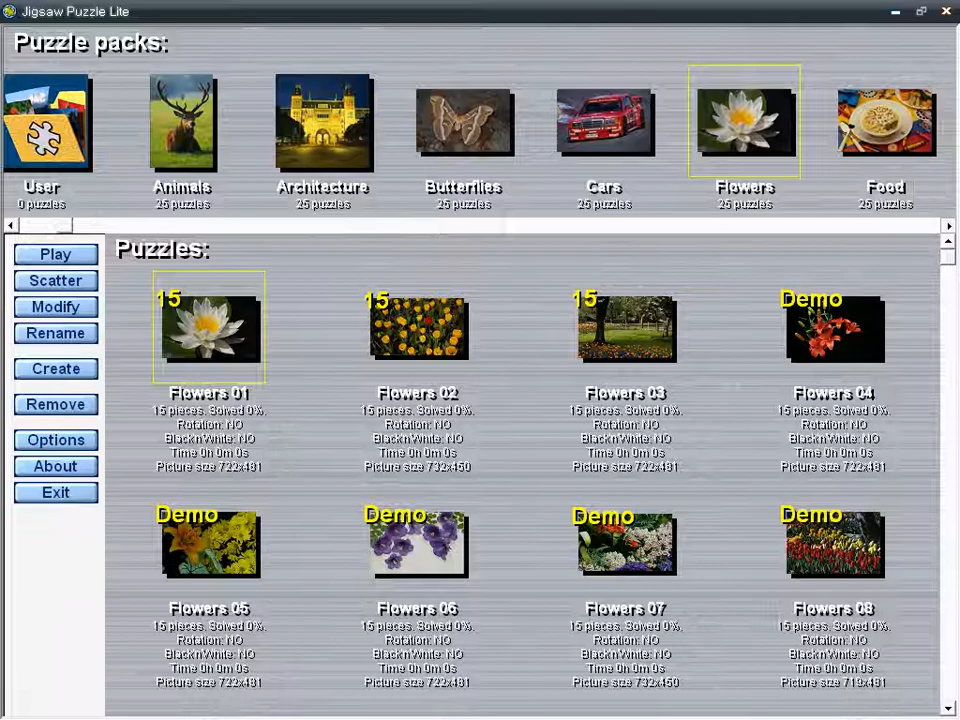 Jigsaw Puzzle Lite
Puzzle packs:
User
0 puzzles
Animals
25 puzzles
Architecture
25 puzzles
Butterflies
25 puzzles
Cars
25 puzzles
Flowers
25 puzzles
Food
25 puzzles
Play
Scatter
Modify
Rename
Create
Remove
Options
About
Exit
Puzzles:
15
Flowers 01
15 pieces. Solved 0%.
Rotation: NO
Black'n'White: NO
Time 0h 0m 0s
Picture size 722x481
15
Flowers 02
15 pieces. Solved 0%.
Rotation: NO
Black'n'White: NO
Time 0h 0m 0s
Picture size 732x450
15
Flowers 03
15 pieces. Solved 0%.
Rotation: NO
Black'n'White: NO
Time 0h 0m 0s
Picture size 722x481
Demo
Flowers 04
15 pieces. Solved 0%.
Rotation: NO
Black'n'White: NO
Time 0h 0m 0s
Picture size 722x481
Demo
Flowers 05
15 pieces. Solved 0%.
Rotation: NO
Black'n'White: NO
Time 0h 0m 0s
Picture size 722x481
Demo
Flowers 06
15 pieces. Solved 0%.
Rotation: NO
Black'n'White: NO
Time 0h 0m 0s
Picture size 722x481
Demo
Flowers 07
15 pieces. Solved 0%.
Rotation: NO
Black'n'White: NO
Time 0h 0m 0s
Picture size 732x450
Demo
Flowers 08
15 pieces. Solved 0%.
Rotation: NO
Black'n'White: NO
Time 0h 0m 0s
Picture size 719x481